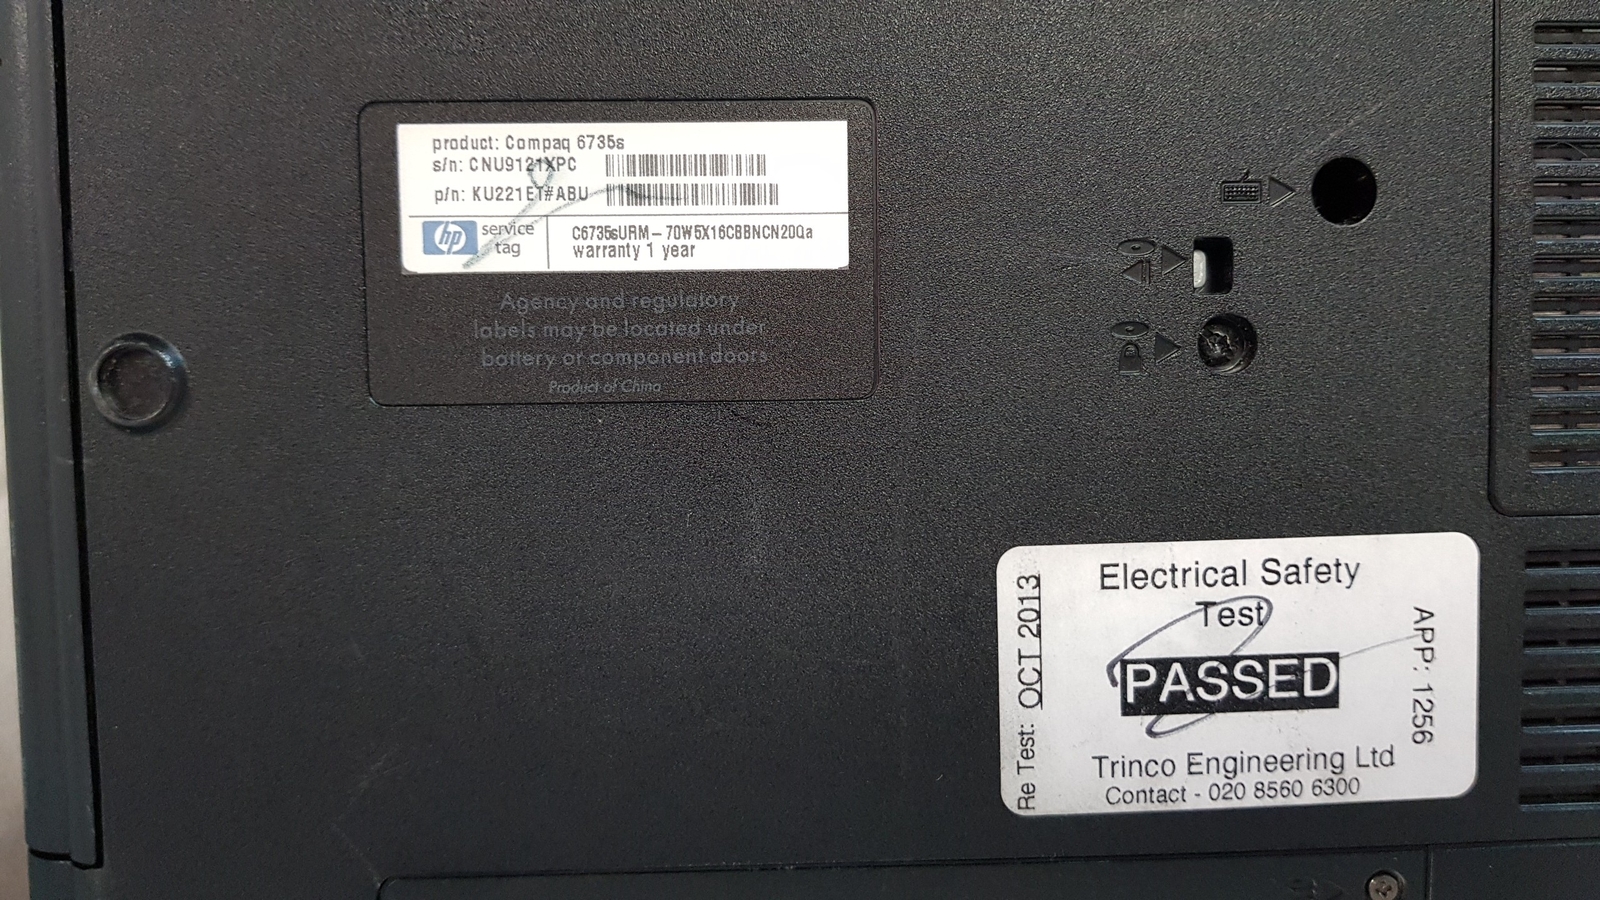 product: Compaq 6735s
s/n: CNU9121XPC
p/n: KU221ET#ABU
hp
service
tag
C6735sURM-70W5X16CBBNCN20Qa
warranty 1 year
Agency and regulatory
labels may be located under
battery or component doors
Product of China
Re Test: OCT 2013
Electrical Safety
Test
PASSED
Trinco Engineering Ltd
Contact - 020 8560 6300
APP: 1256